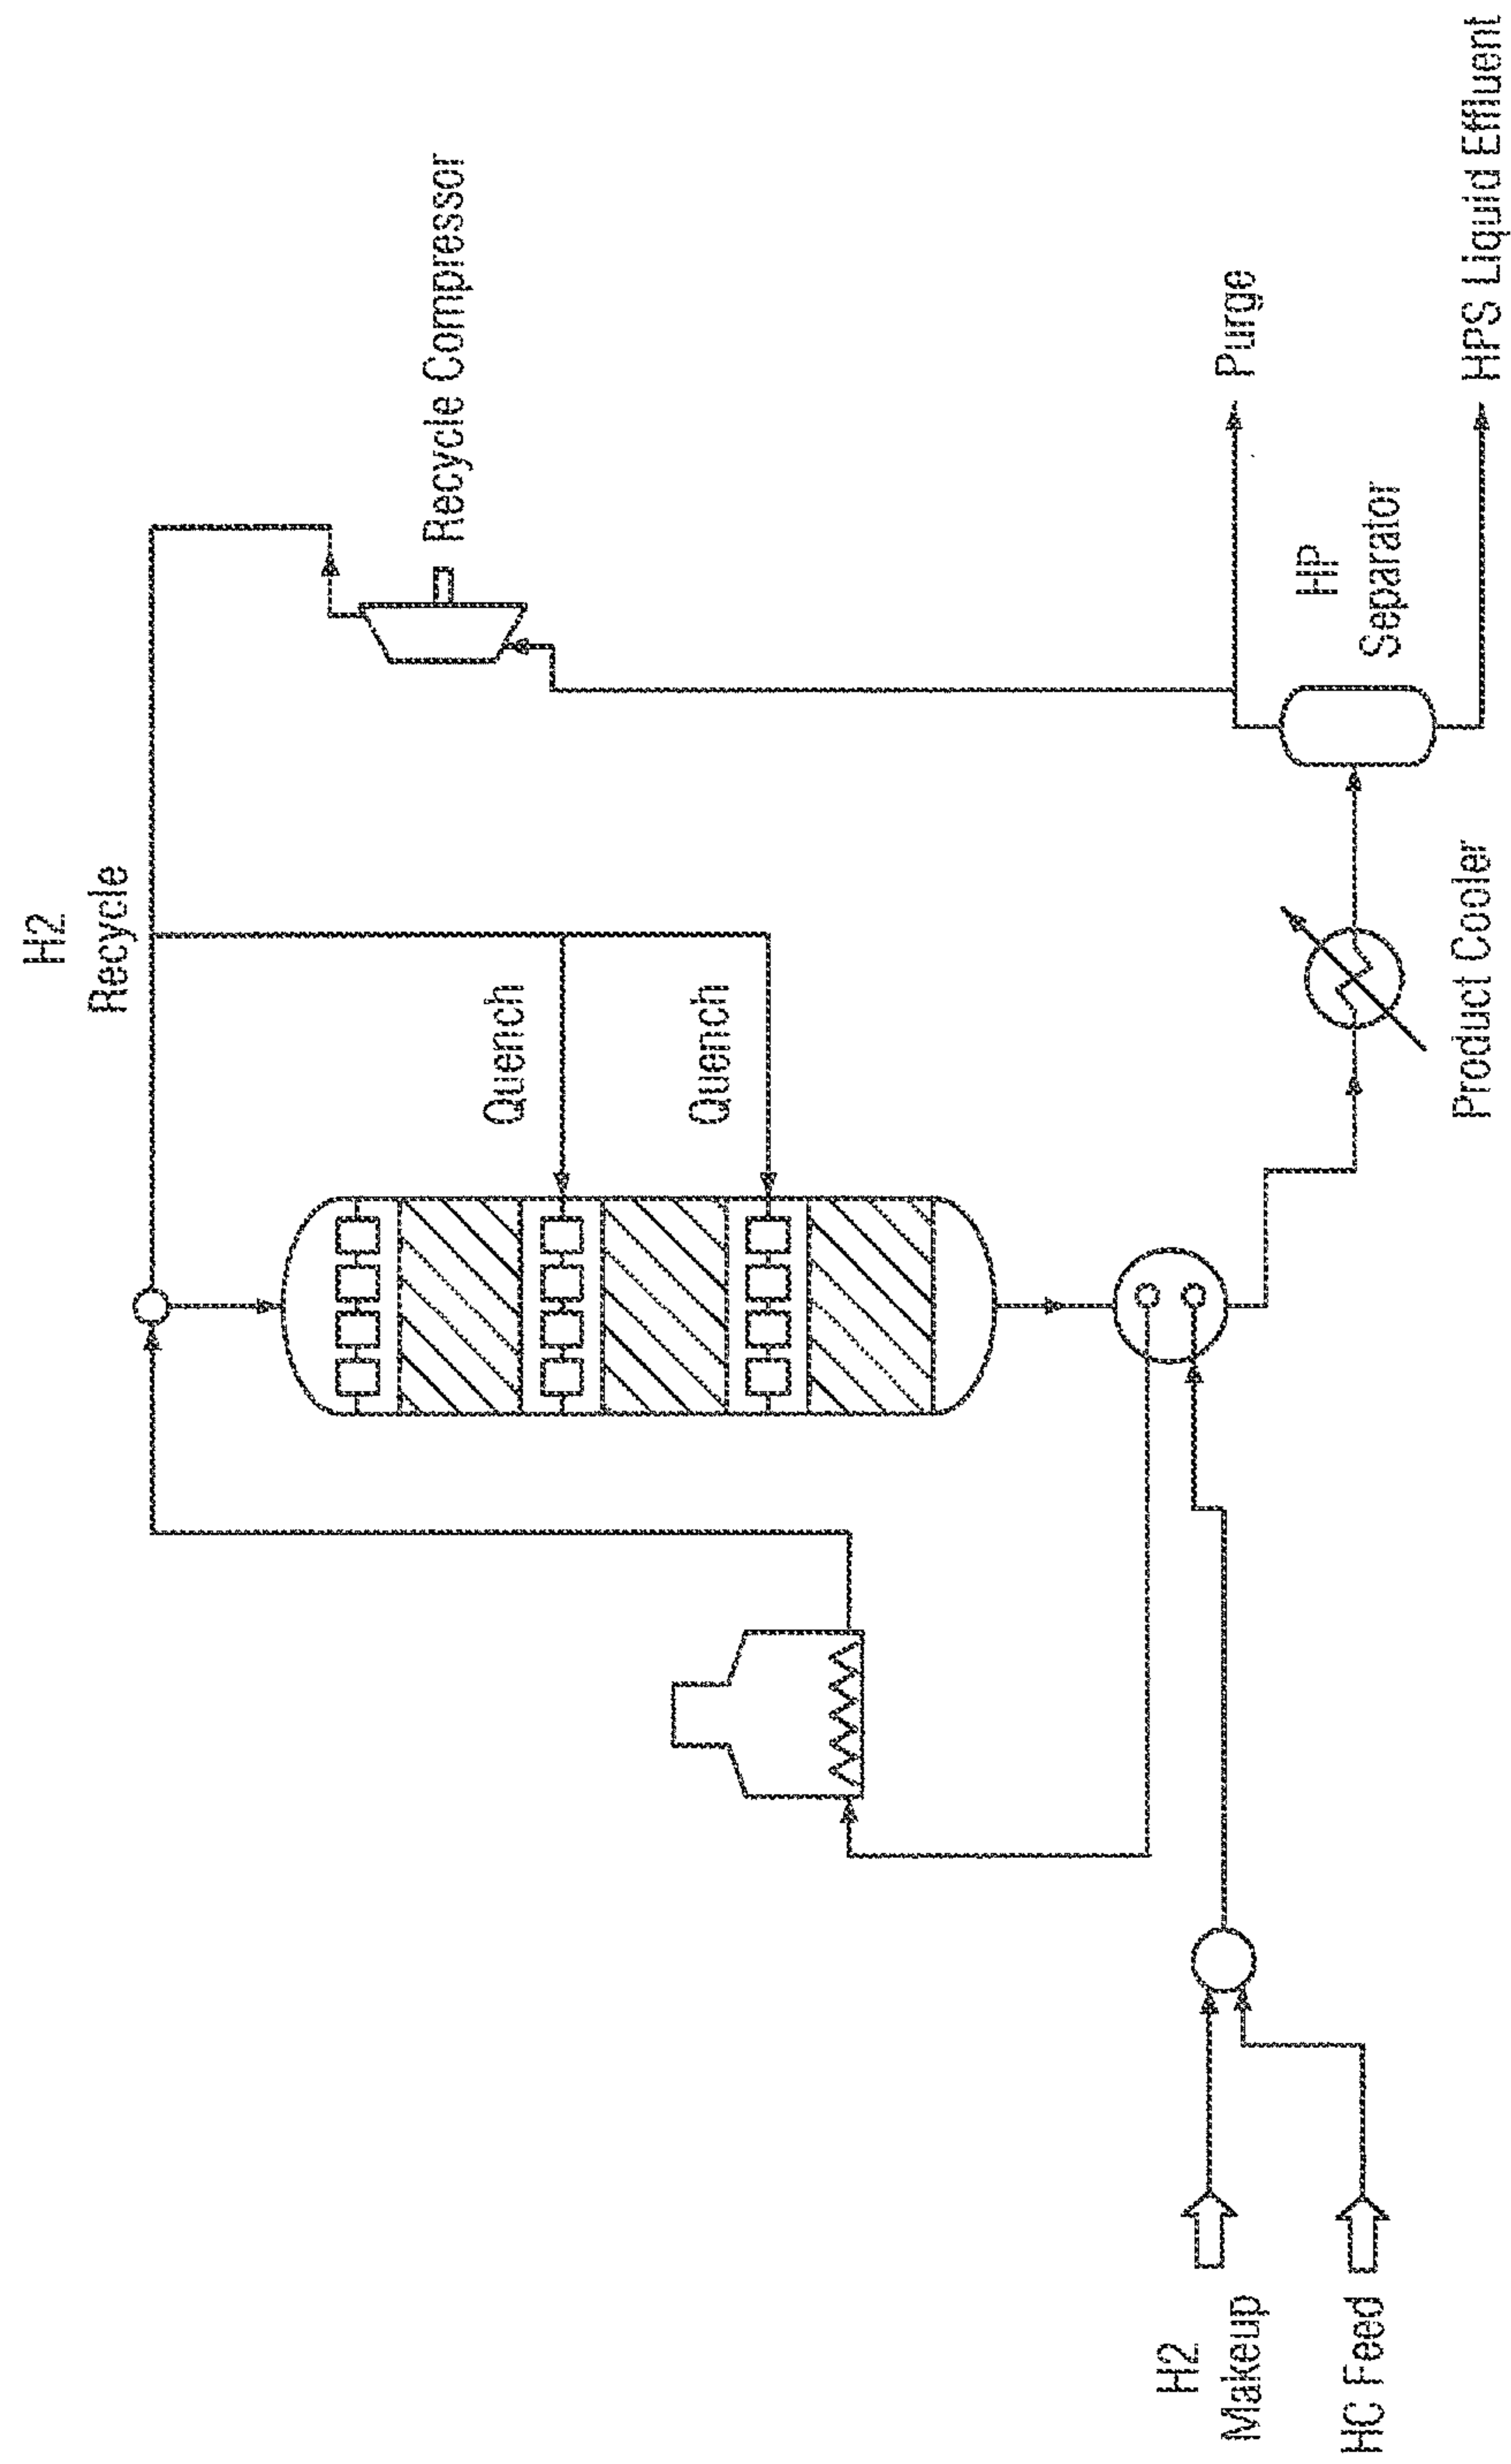 H2
Recycle
Recycle Compressor
Quench
Quench
Purge
HP
Separator
HPS Liquid Effluent
Product Cooler
H2
Makeup
HC Feed